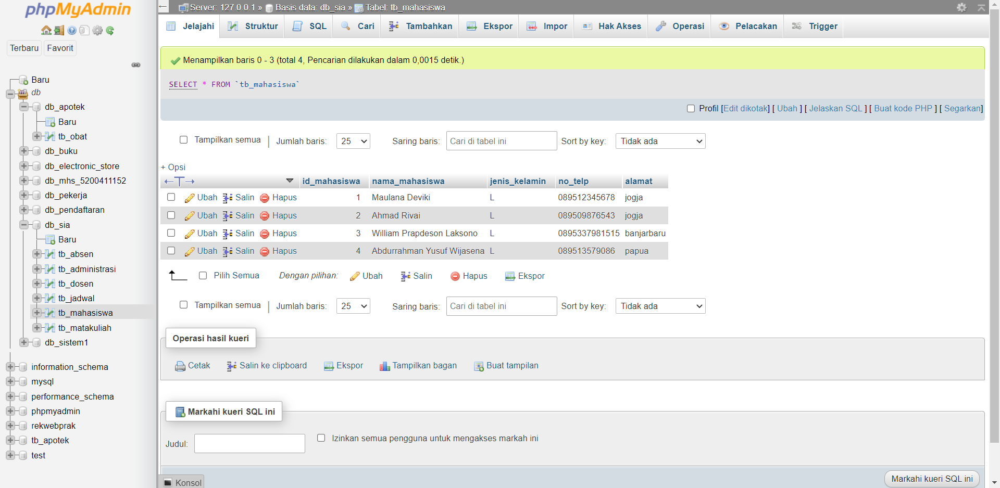 phpMyAdmin
Terbaru Favorit
Baru
db
db_apotek
Baru
tb_obat
db_buku
db_electronic_store
db_mhs_5200411152
db_pekerja
db_pendaftaran
db_sia
Baru
tb_absen
tb_administrasi
tb_dosen
tb_jadwal
tb_mahasiswa
tb_matakuliah
db_sistem1
information_schema
mysql
performance_schema
phpmyadmin
rekwebprak
tb_apotek
test
Server: 127.0.0.1 » Basis data: db_sia » Tabel: tb_mahasiswa
Jelajahi Struktur SQL Cari Tambahkan Ekspor Impor Hak Akses Operasi Pelacakan Trigger
Menampilkan baris 0 - 3 (total 4, Pencarian dilakukan dalam 0,0015 detik.)
SELECT * FROM `tb_mahasiswa`
Profil [Edit dikotak] [ Ubah ] [ Jelaskan SQL ] [ Buat kode PHP ] [ Segarkan]
Tampilkan semua | Jumlah baris: 25 Saring baris: Cari di tabel ini Sort by key: Tidak ada
+ Opsi
←T→ id_mahasiswa nama_mahasiswa jenis_kelamin no_telp alamat
Ubah Salin Hapus 1 Maulana Deviki L 089512345678 jogja
Ubah Salin Hapus 2 Ahmad Rivai L 089509876543 jogja
Ubah Salin Hapus 3 William Prapdeson Laksono L 0895337981515 banjarbaru
Ubah Salin Hapus 4 Abdurrahman Yusuf Wijasena L 089513579086 papua
Pilih Semua Dengan pilihan: Ubah Salin Hapus Ekspor
Tampilkan semua | Jumlah baris: 25 Saring baris: Cari di tabel ini Sort by key: Tidak ada
Operasi hasil kueri
Cetak Salin ke clipboard Ekspor Tampilkan bagan Buat tampilan
Markahi kueri SQL ini
Judul: Izinkan semua pengguna untuk mengakses markah ini
Konsol Markahi kueri SQL ini